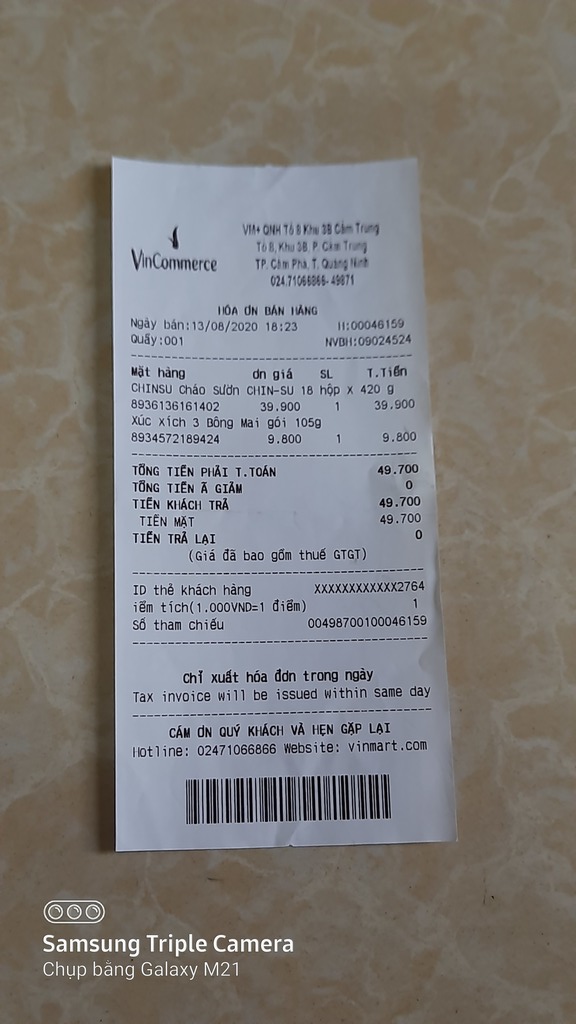 VinCommerce
VM+ QNH Tổ 8 Khu 3B Cẩm Trung
Tổ 8, Khu 3B, P. Cẩm Trung
TP. Cẩm Phả, T. Quảng Ninh
024.71066866- 49871
HÓA ƠN BÁN HÀNG
Ngày bán:13/08/2020 18:23 H:00046159
Quầy:001 NVBH:09024524
Mặt hàng ơn giá SL T.Tiền
CHINSU Cháo Sườn CHIN-SU 18 hộp x 420 g
8936136161402 39.900 1 39.900
Xúc xích 3 Bông Mai gói 105g
8934572189424 9.800 1 9.800
TỔNG TIỀN PHẢI T.TOÁN 49.700
TỔNG TIỀN Ã GIẢM 0
TIỀN KHÁCH TRẢ 49.700
TIỀN MẶT 49.700
TIỀN TRẢ LẠI 0
(Giá đã bao gồm thuế GTGT)
ID thẻ khách hàng XXXXXXXXXXXX2764
iểm tích(1.000VND=1 điểm) 1
Số tham chiếu 00498700100046159
Chỉ xuất hóa đơn trong ngày
Tax invoice will be issued within same day
CẢM ƠN QUÝ KHÁCH VÀ HẸN GẶP LẠI
Hotline: 02471066866 Website: vinmart.com
Samsung Triple Camera
Chụp bằng Galaxy M21